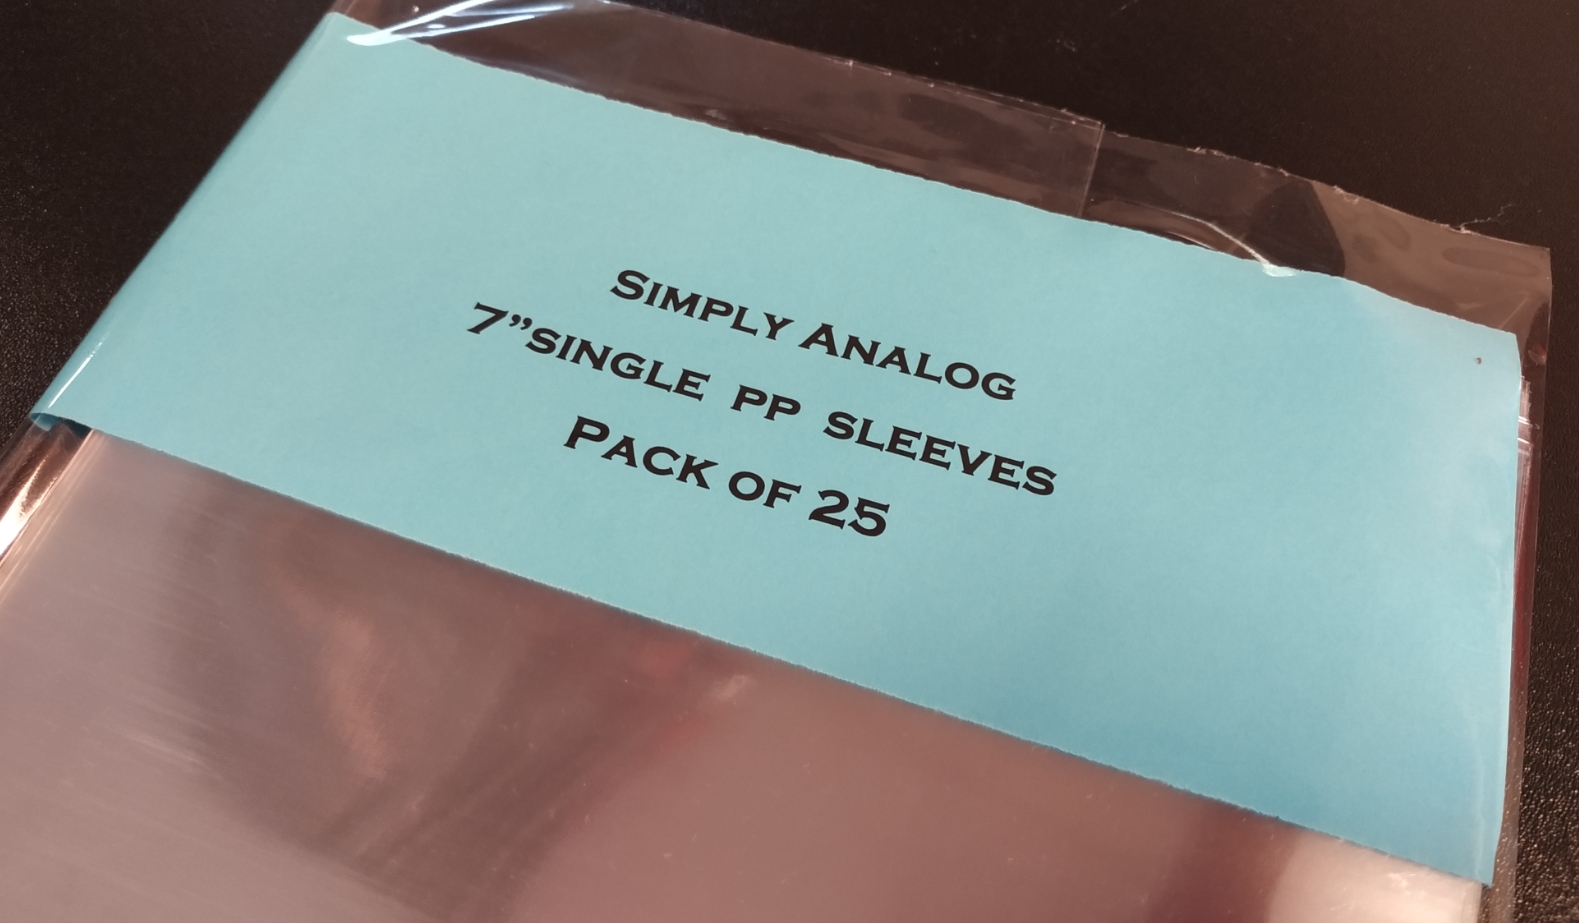 Simply Analog
7”single pp sleeves
Pack of 25